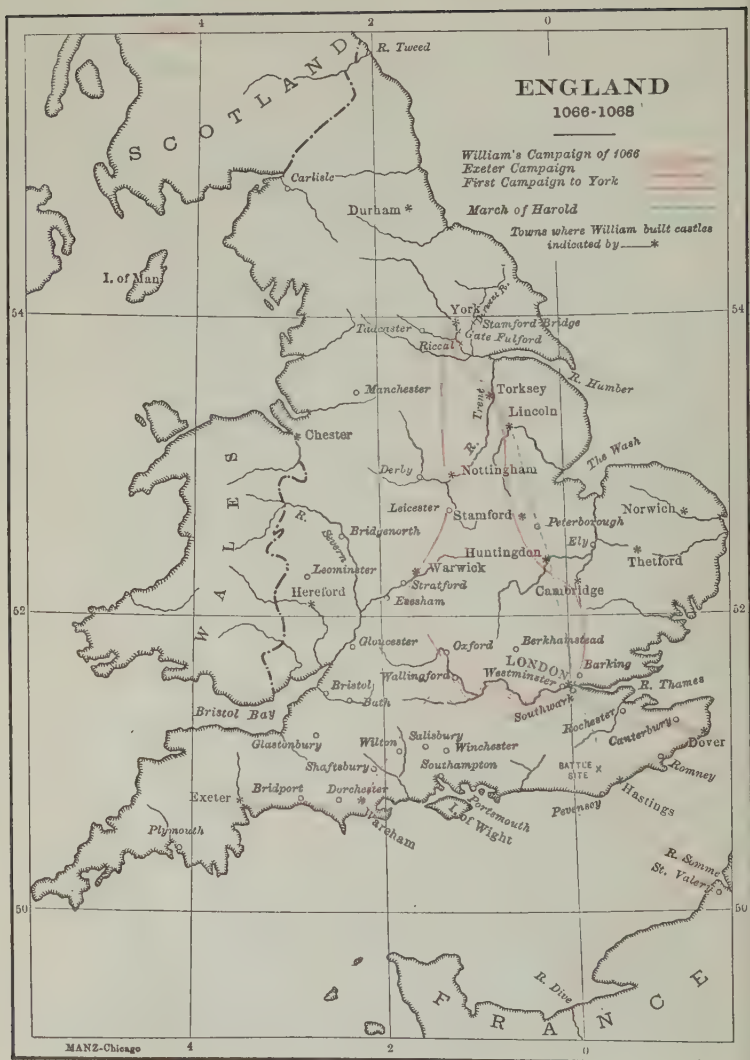 4 2 0
ENGLAND
1066-1068
William's Campaign of 1066
Exeter Campaign
First Campaign to York
March of Harold
Towns where William built castles
indicated by *
SCOTLAND
R. Tweed
Carlisle
Durham *
I. of Man
54 54
York
Derwent R.
Tadcaster
Stamford Bridge
Gate Fulford
Riccal
R. Humber
Manchester
Torksey
R. Trent
Lincoln
Chester
The Wash
Derby
Nottingham
WALES
Leicester
Stamford *
Peterborough
Norwich *
R. Severn
Bridgenorth
Ely
Huntingdon
Thetford
Leominster
Warwick
Stratford
Hereford
Evesham
Cambridge
52 52
Gloucester
Oxford
Berkhamstead
LONDON
Barking
Wallingford
Westminster
R. Thames
Bristol
Bath
Southwark
Rochester
Bristol Bay
Canterbury
Dover
Glastonbury
Wilton
Salisbury
Winchester
BATTLE
SITE x
Romney
Shaftsbury
Southampton
Hastings
Exeter
Bridport
Dorchester
Portsmouth
Pevensey
Wareham
I. of Wight
Plymouth
R. Somme
St. Valery
50 50
R. Dive
FRANCE
MANZ-Chicago
4 2 0